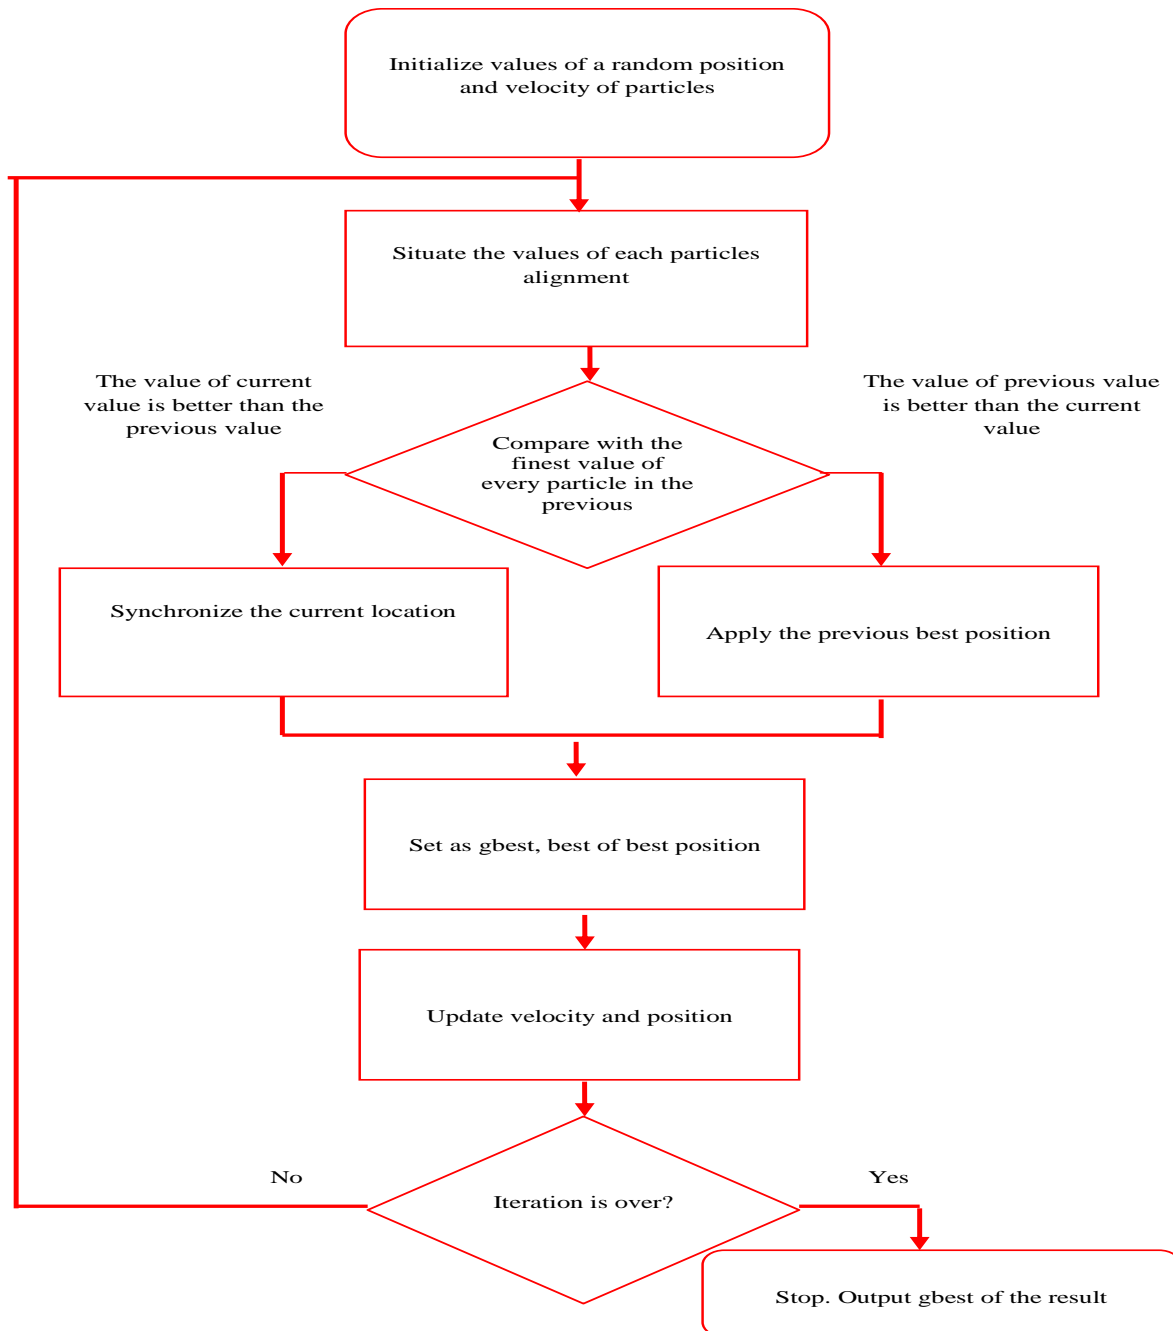 Initialize values of a random position
and velocity of particles
Situate the values of each particles
alignment
The value of current
value is better than the
previous value
The value of previous value
is better than the current
value
Compare with the
finest value of
every particle in the
previous
Synchronize the current location
Apply the previous best position
Set as gbest, best of best position
Update velocity and position
No
Yes
Iteration is over?
Stop. Output gbest of the result